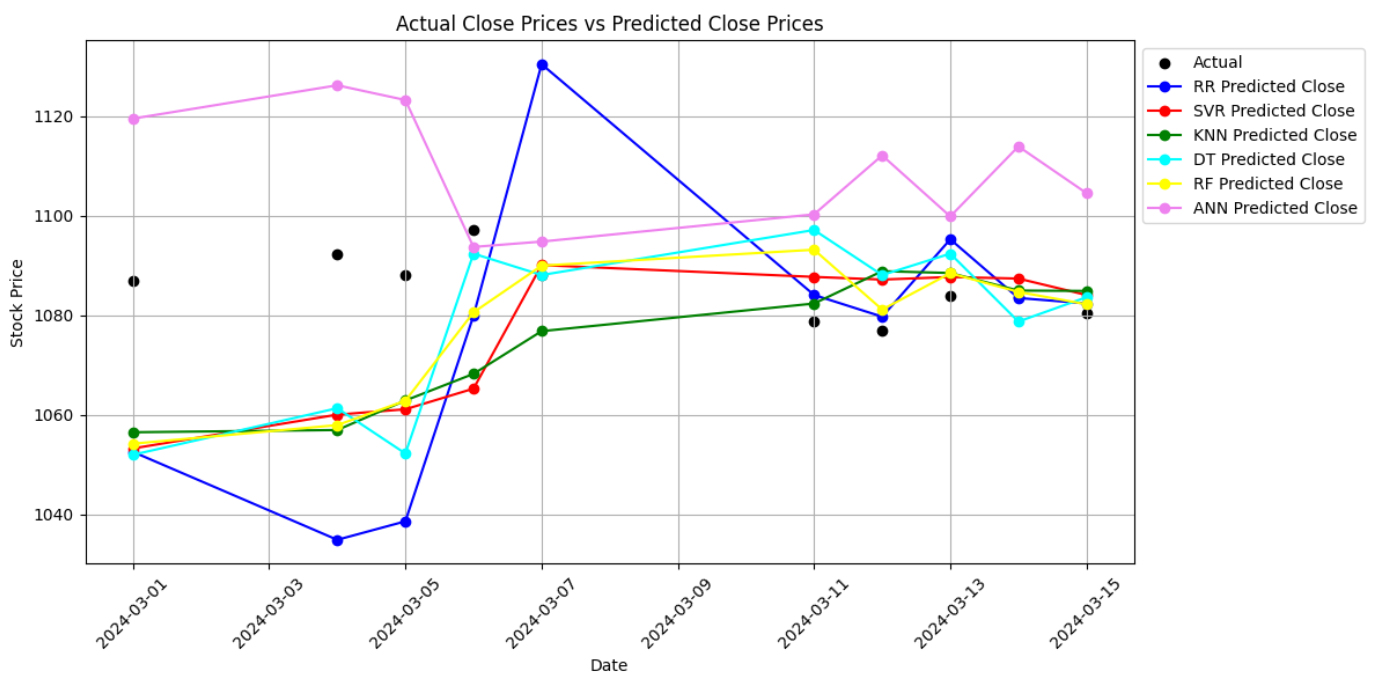 Actual Close Prices vs Predicted Close Prices
Actual
RR Predicted Close
SVR Predicted Close
KNN Predicted Close
DT Predicted Close
RF Predicted Close
ANN Predicted Close
Stock Price
1120
1100
1080
1060
1040
2024-03-01
2024-03-03
2024-03-05
2024-03-07
2024-03-09
2024-03-11
2024-03-13
2024-03-15
Date